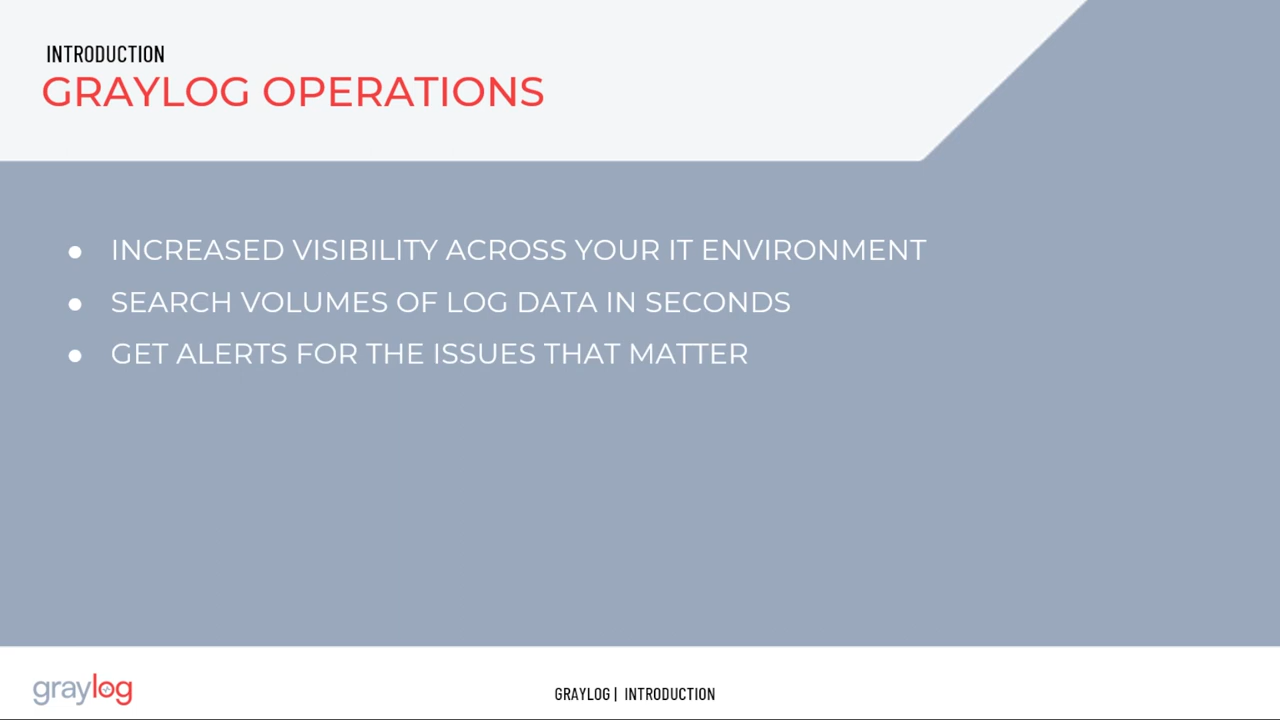 INTRODUCTION
GRAYLOG OPERATIONS
● INCREASED VISIBILITY ACROSS YOUR IT ENVIRONMENT
● SEARCH VOLUMES OF LOG DATA IN SECONDS
● GET ALERTS FOR THE ISSUES THAT MATTER
graylog
GRAYLOG | INTRODUCTION